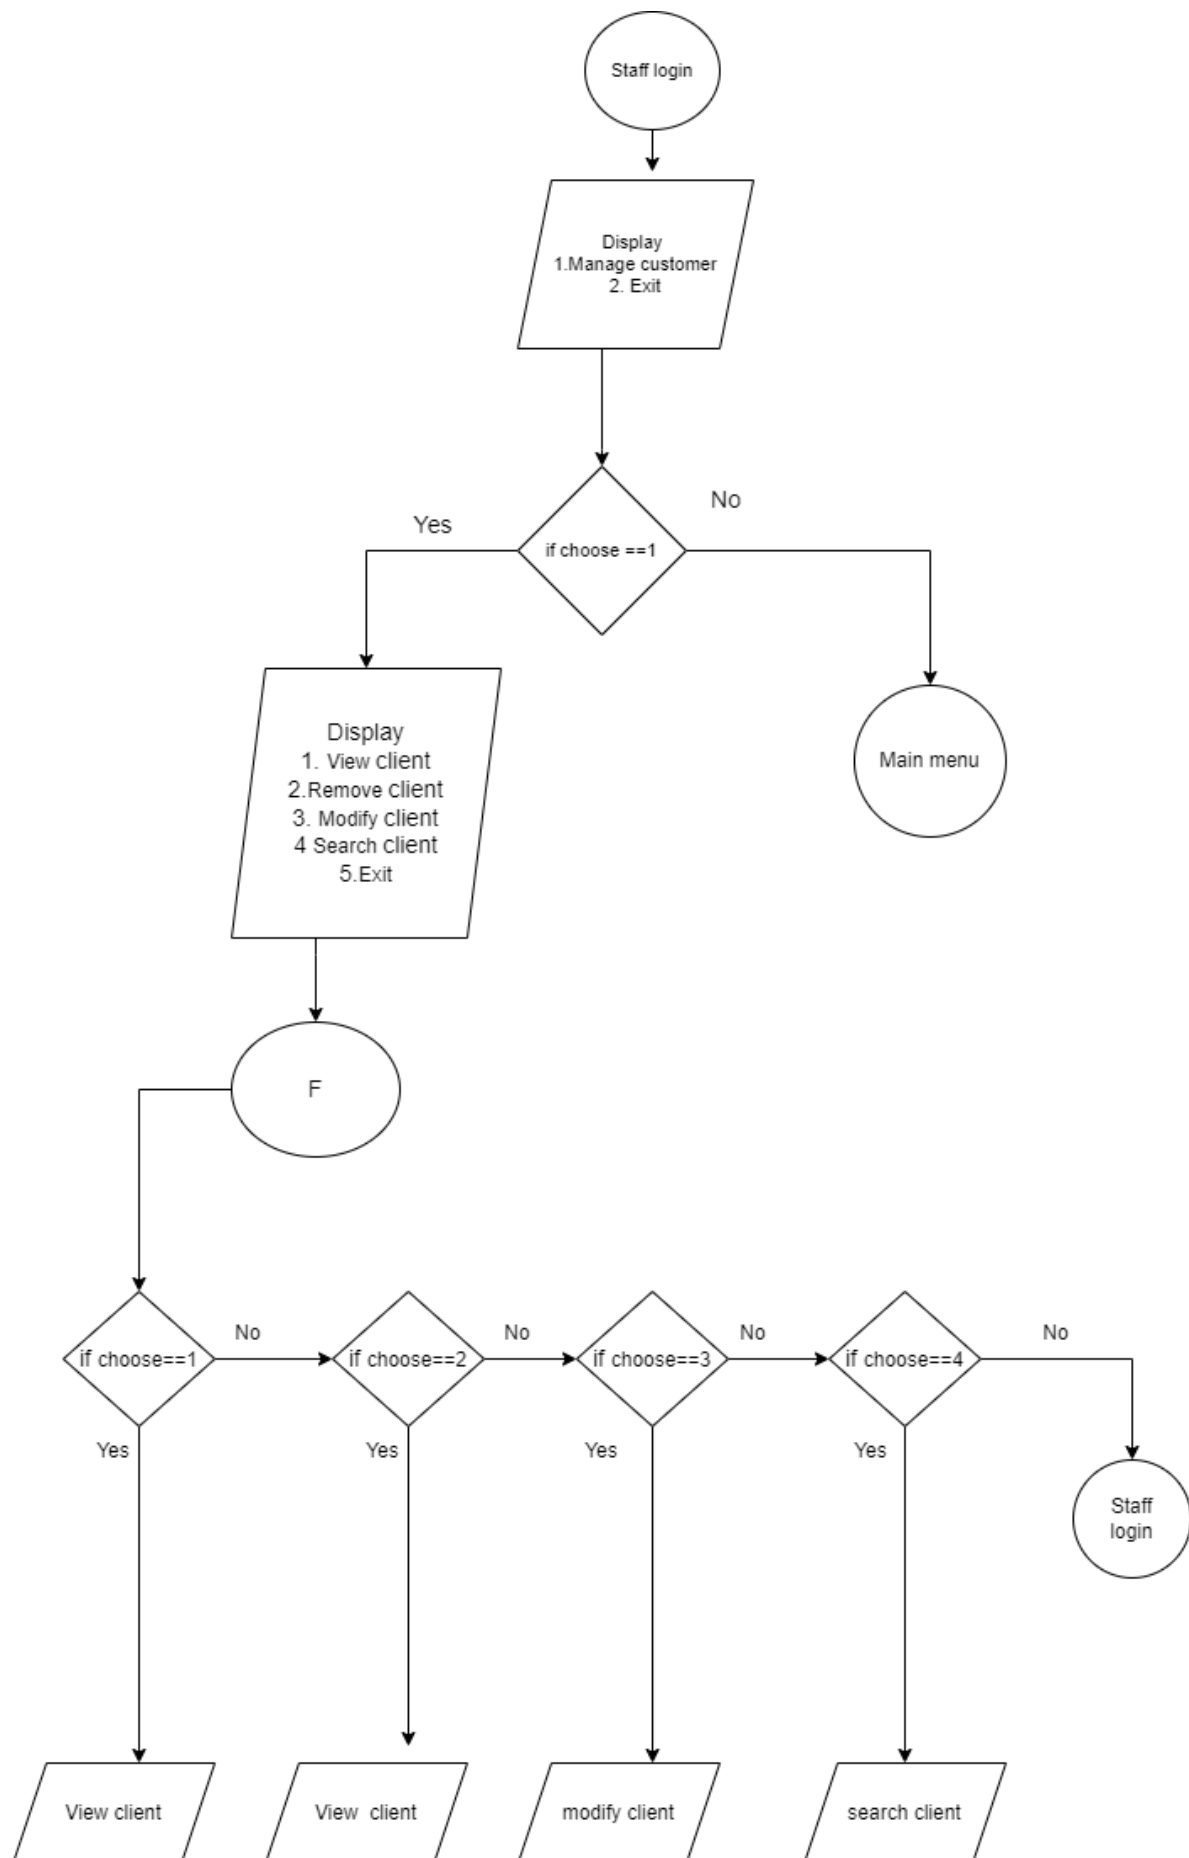 Staff login
Display
1.Manage customer
2. Exit
if choose ==1
Yes
No
Display
1. View client
2.Remove client
3. Modify client
4 Search client
5.Exit
Main menu
F
if choose==1
No
if choose==2
No
if choose==3
No
if choose==4
No
Yes
Yes
Yes
Yes
Staff
login
View client
View  client
modify client
search client